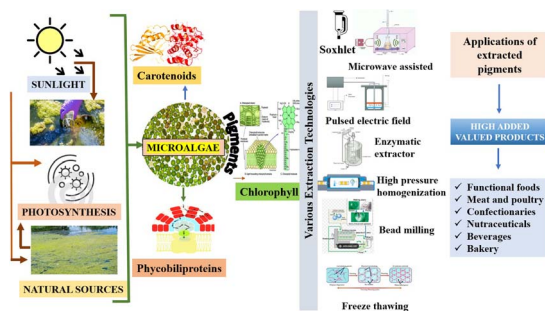 SUNLIGHT
PHOTOSYNTHESIS
NATURAL SOURCES
Carotenoids
MICROALGAE
Pigments
Chlorophyll
Phycobiliproteins
Various Extraction Technologies
Soxhlet
Microwave assisted
Pulsed electric field
Enzymatic
extractor
High pressure
homogenization
Bead milling
Freeze thawing
Applications of
extracted
pigments
HIGH ADDED
VALUED PRODUCTS
✓ Functional foods
✓ Meat and poultry
✓ Confectionaries
✓ Nutraceuticals
✓ Beverages
✓ Bakery